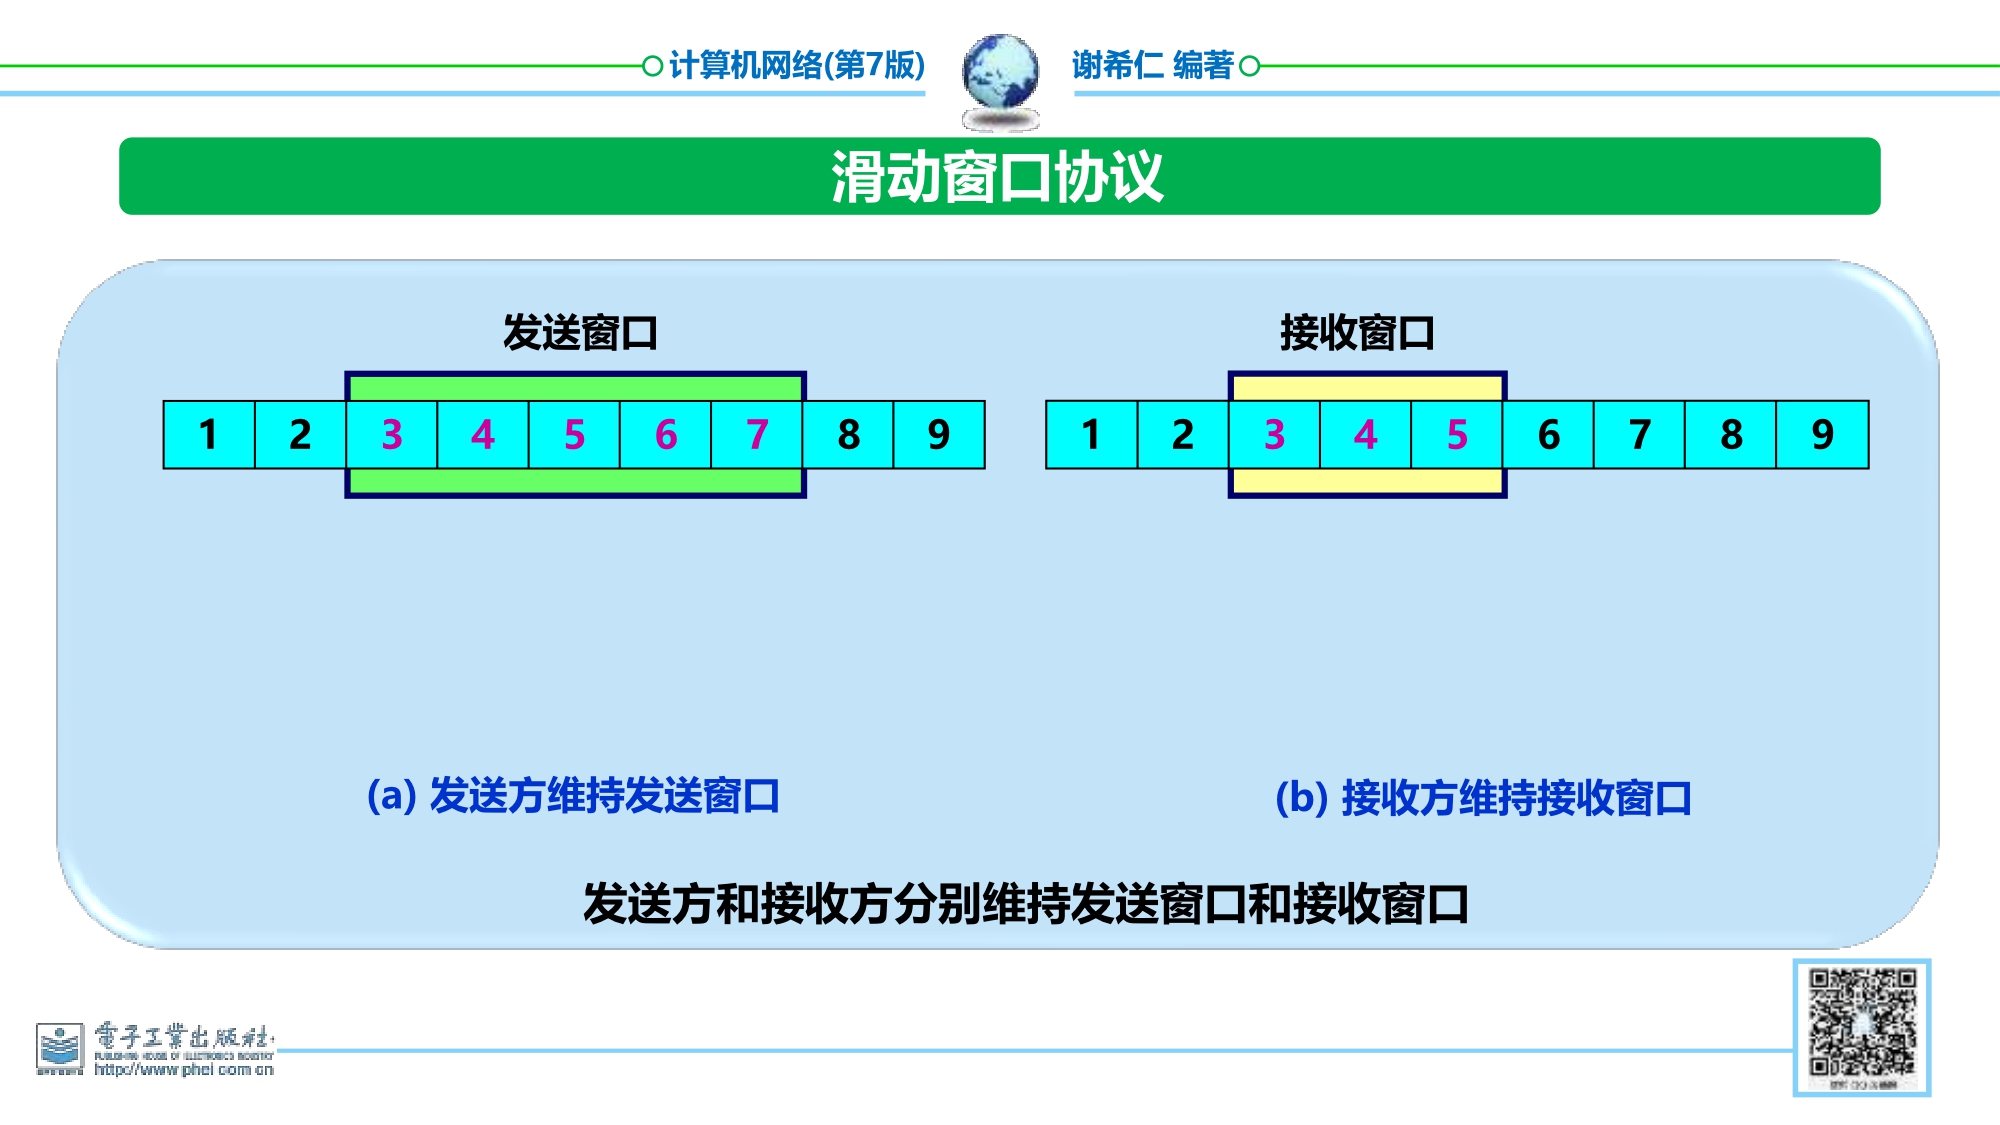 计算机网络(第7版) 谢希仁 编著
滑动窗口协议
发送窗口 接收窗口
1 2 3 4 5 6 7 8 9 1 2 3 4 5 6 7 8 9
(a) 发送方维持发送窗口 (b) 接收方维持接收窗口
发送方和接收方分别维持发送窗口和接收窗口
電子工業出版社
PUBLISHING HOUSE OF ELECTRONICS INDUSTRY
http://www.phei.com.cn